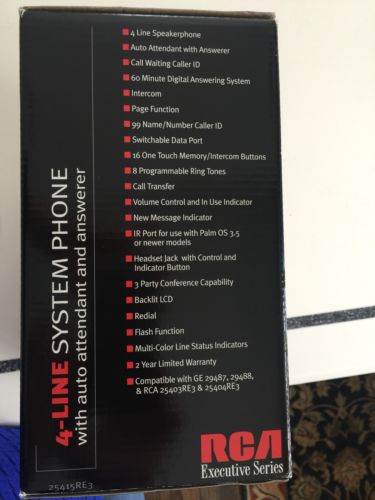 4-LINE SYSTEM PHONE
with auto attendant and answerer
4 Line Speakerphone
Auto Attendant with Answerer
Call Waiting Caller ID
60 Minute Digital Answering System
Intercom
Page Function
99 Name/Number Caller ID
Switchable Data Port
16 One Touch Memory/Intercom Buttons
8 Programmable Ring Tones
Call Transfer
Volume Control and In Use Indicator
New Message Indicator
IR Port for use with Palm OS 3.5
or newer models
Headset Jack with Control and
Indicator Button
3 Party Conference Capability
Backlit LCD
Redial
Flash Function
Multi-Color Line Status Indicators
2 Year Limited Warranty
Compatible with GE 29487, 29488,
& RCA 25403RE3 & 25404RE3
RCA
Executive Series
25415RE3